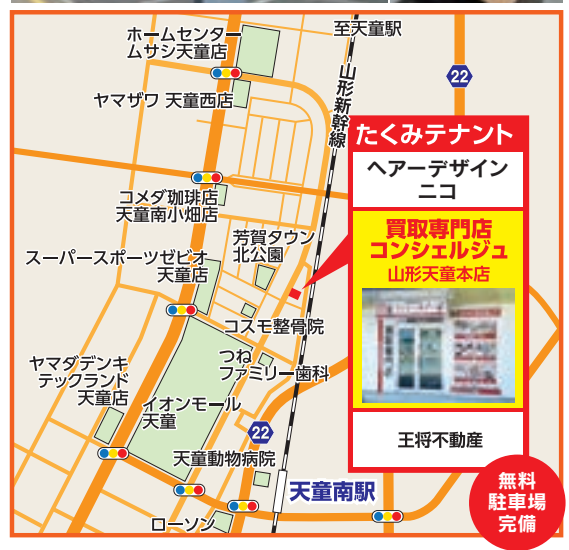 ホームセンター
ムサシ天童店
至天童駅
22
山形新幹線
ヤマザワ 天童西店
たくみテナント
ヘアーデザイン
ニコ
コメダ珈琲店
天童南小畑店
買取専門店
コンシェルジュ
山形天童本店
芳賀タウン
北公園
スーパースポーツゼビオ
天童店
コスモ整骨院
つね
ファミリー歯科
ヤマダデンキ
テックランド
天童店
イオンモール
天童
22
王将不動産
天童動物病院
天童南駅
ローソン
無料
駐車場
完備